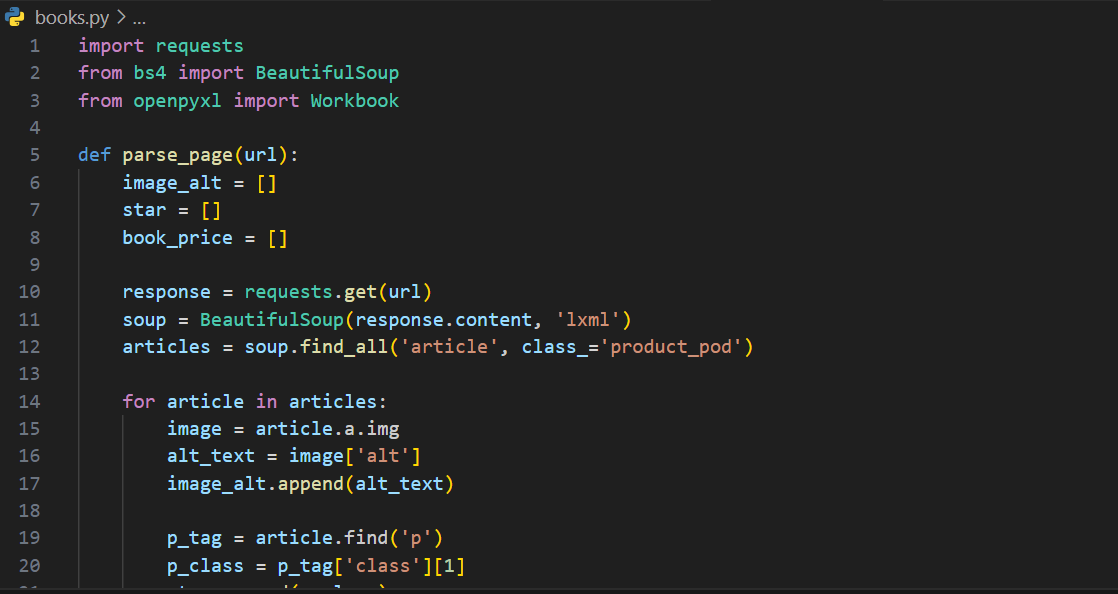 books.py > ...
1 import requests
2 from bs4 import BeautifulSoup
3 from openpyxl import Workbook
4
5 def parse_page(url):
6     image_alt = []
7     star = []
8     book_price = []
9
10     response = requests.get(url)
11     soup = BeautifulSoup(response.content, 'lxml')
12     articles = soup.find_all('article', class_='product_pod')
13
14     for article in articles:
15         image = article.a.img
16         alt_text = image['alt']
17         image_alt.append(alt_text)
18
19         p_tag = article.find('p')
20         p_class = p_tag['class'][1]